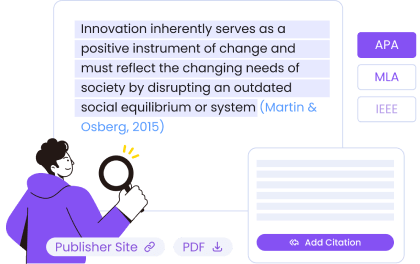 Innovation inherently serves as a
positive instrument of change and
must reflect the changing needs of
society by disrupting an outdated
social equilibrium or system (Martin &
Osberg, 2015)
APA
MLA
IEEE
Add Citation
Publisher Site
PDF